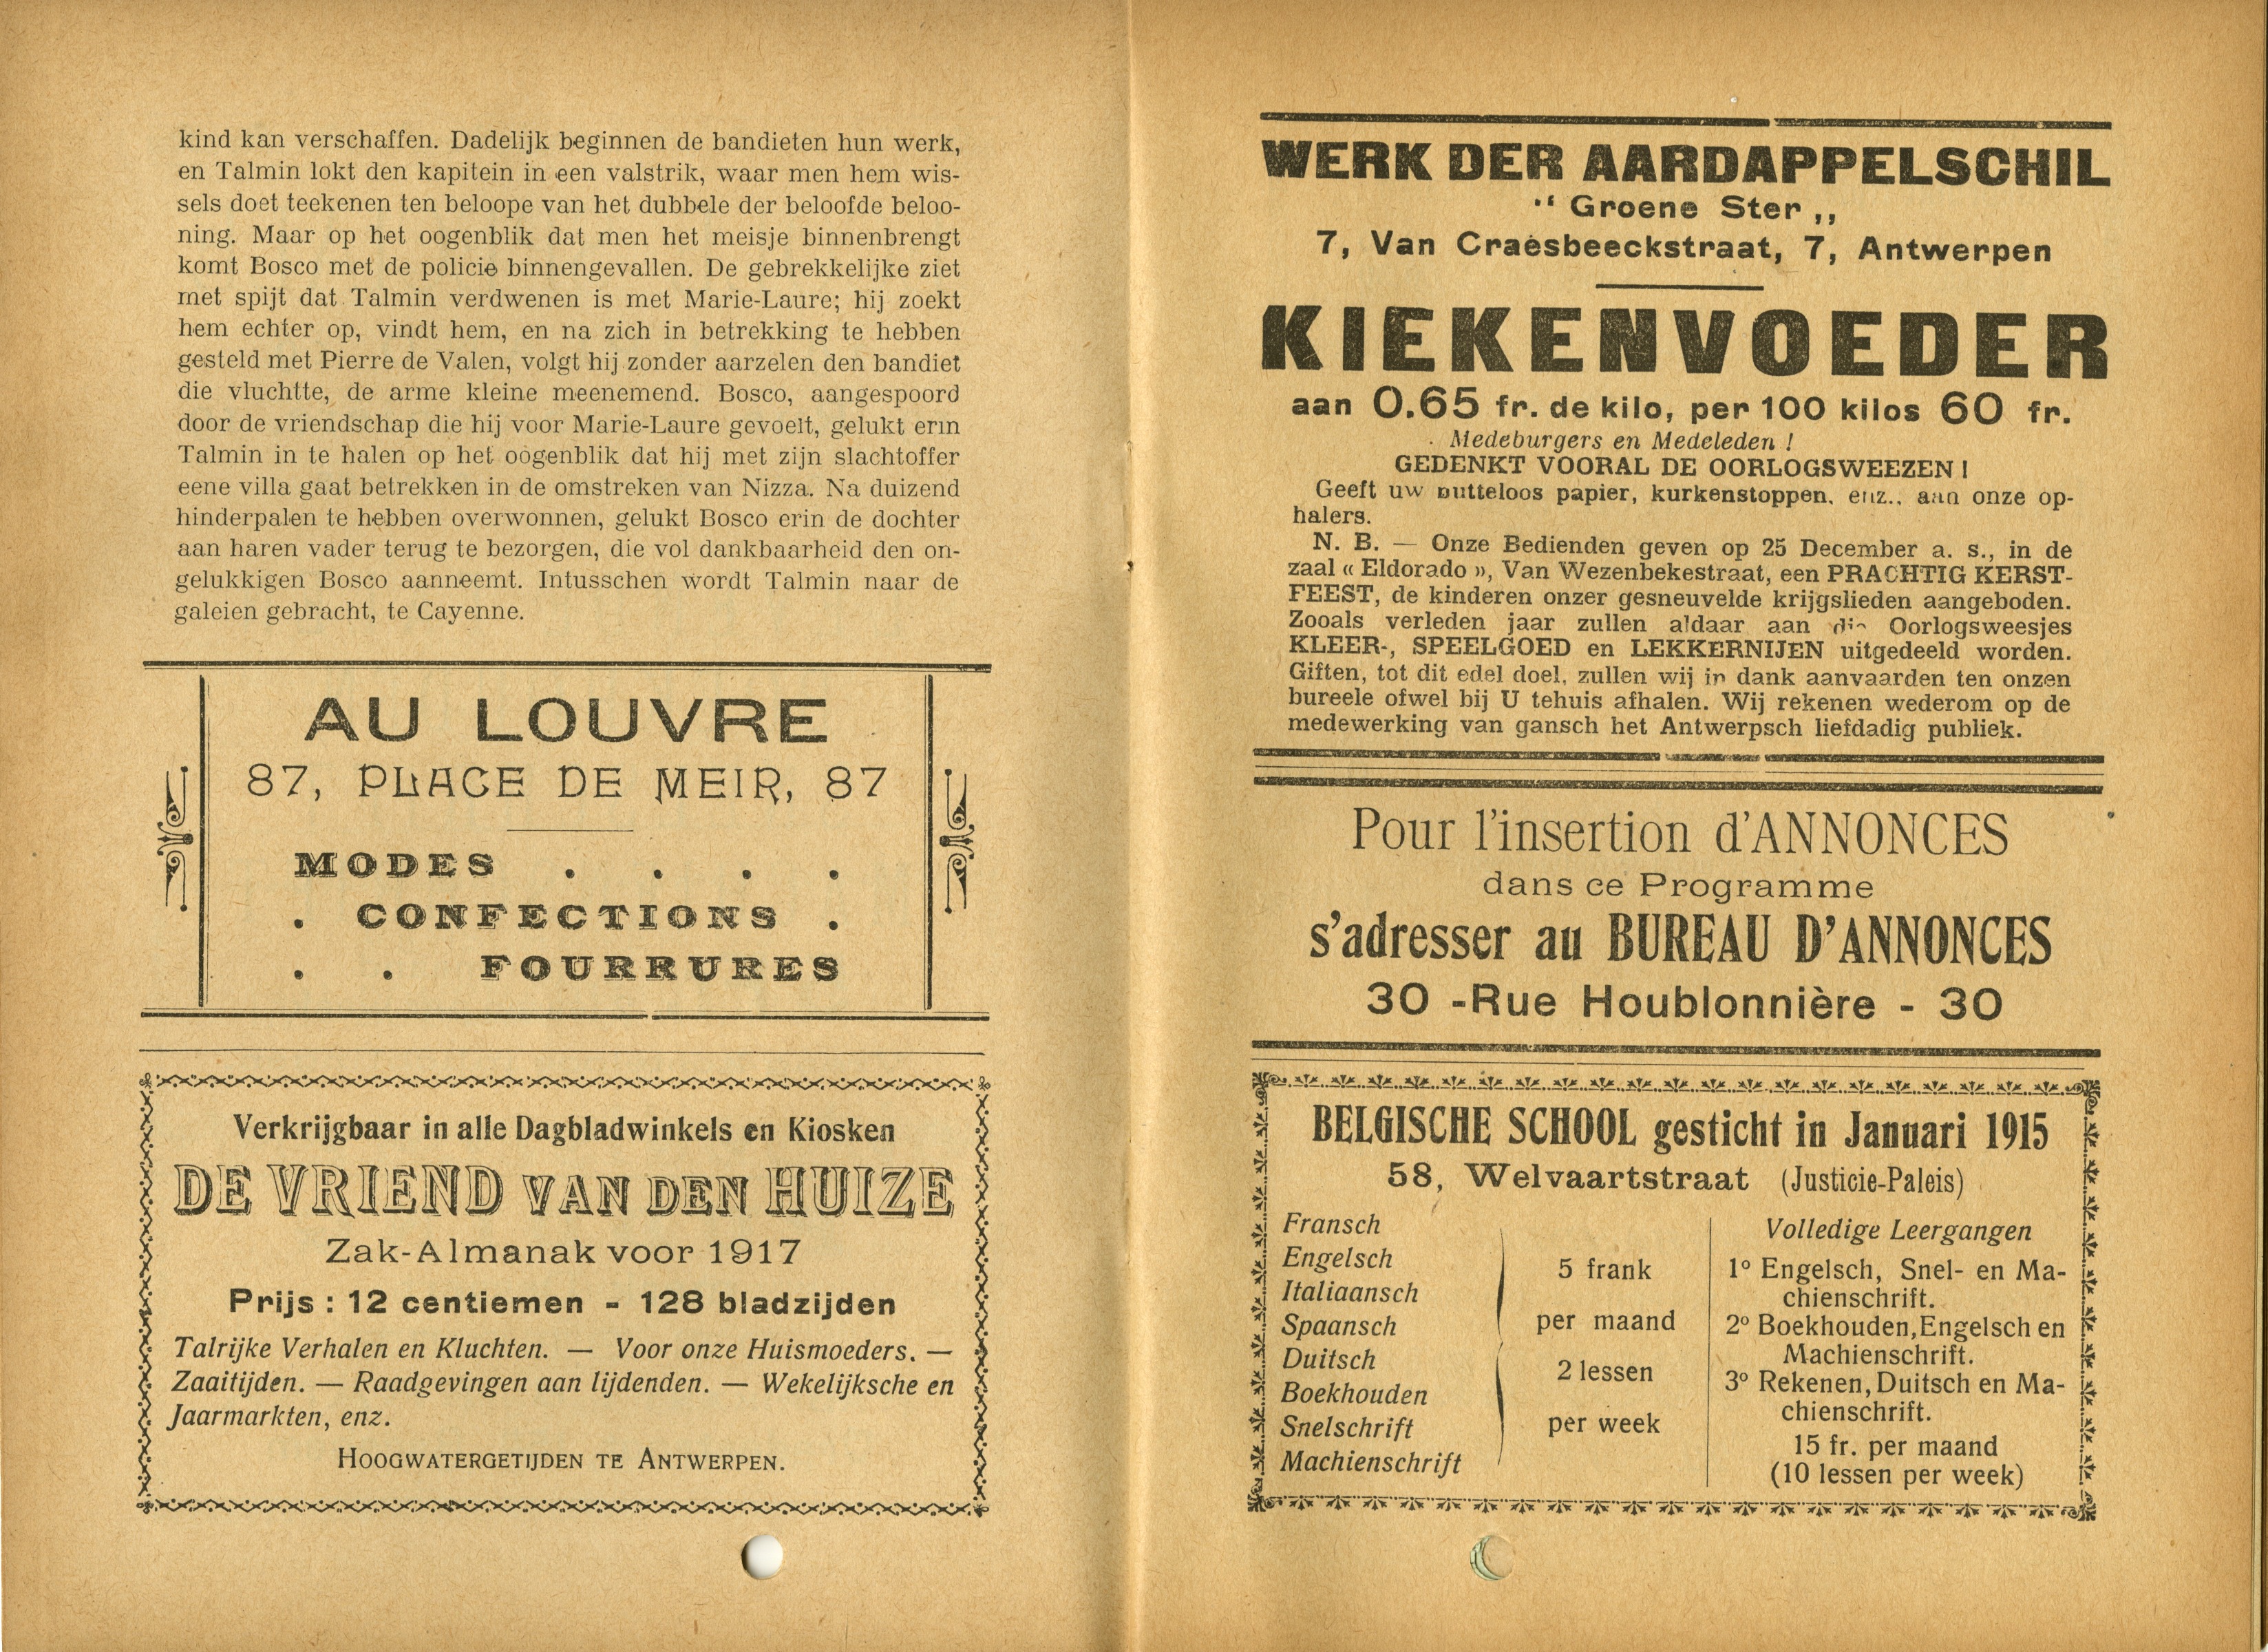 kind kan verschaffen. Dadelijk beginnen de bandieten hun werk,
en Talmin lokt den kapitein in een valstrik, waar men hem wis-
sels doet teekenen ten beloope van het dubbele der beloofde beloo-
ning. Maar op het oogenblik dat men het meisje binnenbrengt
komt Bosco met de policie binnengevallen. De gebrekkelijke ziet
met spijt dat Talmin verdwenen is met Marie-Laure; hij zoekt
hem echter op, vindt hem, en na zich in betrekking te hebben
gesteld met Pierre de Valen, volgt hij zonder aarzelen den bandiet
die vluchtte, de arme kleine meenemend. Bosco, aangespoord
door de vriendschap die hij voor Marie-Laure gevoelt, gelukt erin
Talmin in te halen op het oogenblik dat hij met zijn slachtoffer
eene villa gaat betrekken in de omstreken van Nizza. Na duizend
hinderpalen te hebben overwonnen, gelukt Bosco erin de dochter
aan haren vader terug te bezorgen, die vol dankbaarheid den on-
gelukkigen Bosco aanneemt. Intusschen wordt Talmin naar de
galeien gebracht, te Cayenne.
AU LOUVRE
87, PLACE DE MEIR, 87
MODES . . . .
. CONFECTIONS .
. . FOURRURES
Verkrijgbaar in alle Dagbladwinkels en Kiosken
DE VRIEND VAN DEN HUIZE
Zak-Almanak voor 1917
Prijs : 12 centiemen - 128 bladzijden
Talrijke Verhalen en Kluchten. — Voor onze Huismoeders. —
Zaaitijden. — Raadgevingen aan lijdenden. — Wekelijksche en
Jaarmarkten, enz.
HOOGWATERGETIJDEN TE ANTWERPEN.
WERK DER AARDAPPELSCHIL
" Groene Ster ,,
7, Van Craesbeeckstraat, 7, Antwerpen
KIEKENVOEDER
aan 0.65 fr. de kilo, per 100 kilos 60 fr.
Medeburgers en Medeleden !
GEDENKT VOORAL DE OORLOGSWEEZEN !
Geeft uw nutteloos papier, kurkenstoppen, enz., aan onze op-
halers.
N. B. — Onze Bedienden geven op 25 December a. s., in de
zaal « Eldorado », Van Wezenbekestraat, een PRACHTIG KERST-
FEEST, de kinderen onzer gesneuvelde krijgslieden aangeboden.
Zooals verleden jaar zullen aldaar aan die Oorlogsweesjes
KLEER-, SPEELGOED en LEKKERNIJEN uitgedeeld worden.
Giften, tot dit edel doel, zullen wij in dank aanvaarden ten onzen
bureele ofwel bij U tehuis afhalen. Wij rekenen wederom op de
medewerking van gansch het Antwerpsch liefdadig publiek.
Pour l'insertion d'ANNONCES
dans ce Programme
s'adresser au BUREAU D'ANNONCES
30 - Rue Houblonnière - 30
BELGISCHE SCHOOL gesticht in Januari 1915
58, Welvaartstraat (Justicie-Paleis)
Fransch
Engelsch
Italiaansch
Spaansch
Duitsch
Boekhouden
Snelschrift
Machienschrift
5 frank
per maand
2 lessen
per week
Volledige Leergangen
1º Engelsch, Snel- en Ma-
chienschrift.
2º Boekhouden, Engelsch en
Machienschrift.
3º Rekenen, Duitsch en Ma-
chienschrift.
15 fr. per maand
(10 lessen per week)